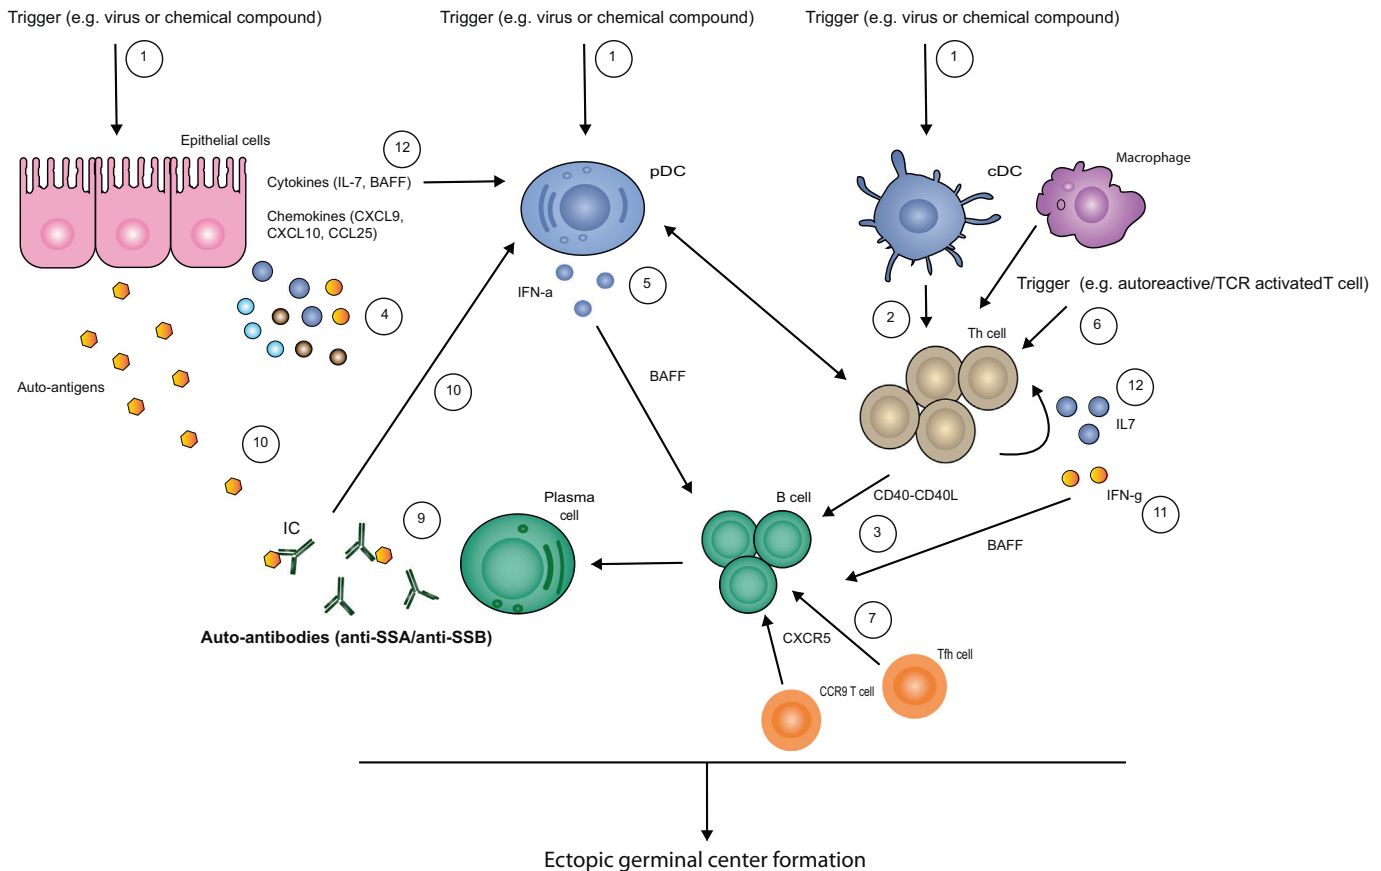 Trigger (e.g. virus or chemical compound)
Trigger (e.g. virus or chemical compound)
Trigger (e.g. virus or chemical compound)
1
1
1
Epithelial cells
12
Cytokines (IL-7, BAFF)
Chemokines (CXCL9,
CXCL10, CCL25)
pDC
cDC
Macrophage
IFN-a
5
4
2
Trigger (e.g. autoreactive/TCR activatedT cell)
6
Th cell
Auto-antigens
10
BAFF
12
IL7
10
IFN-g
11
CD40-CD40L
3
BAFF
B cell
Plasma
cell
9
IC
7
CXCR5
Tfh cell
CCR9 T cell
Auto-antibodies (anti-SSA/anti-SSB)
Ectopic germinal center formation